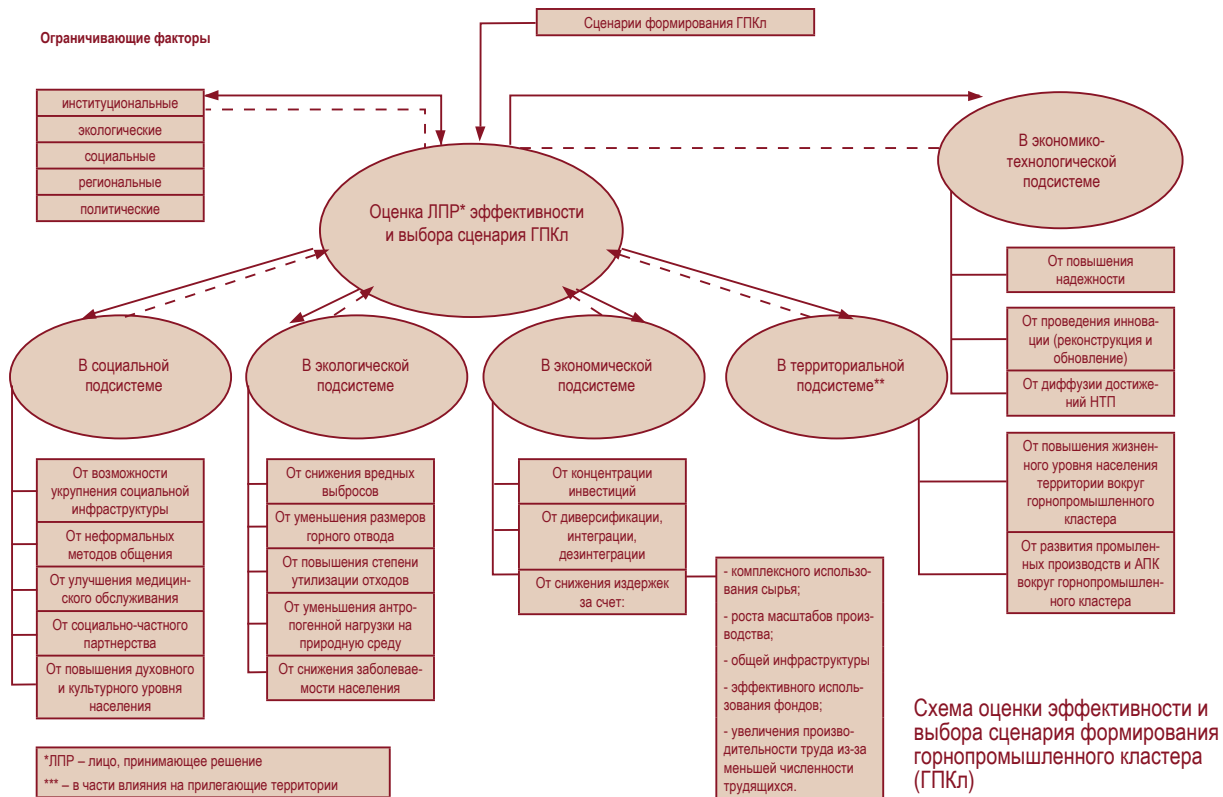 Сценарии формирования ГПКл
Ограничивающие факторы
институциональные
экологические
социальные
региональные
политические
Оценка ЛПР* эффективности
и выбора сценария ГПКл
В экономико-
технологической
подсистеме
От повышения
надежности
От проведения иннова-
ции (реконструкция и
обновление)
От диффузии достиже-
ний НТП
В социальной
подсистеме
В экологической
подсистеме
В экономической
подсистеме
В территориальной
подсистеме**
От возможности
укрупнения социальной
инфраструктуры
От неформальных
методов общения
От улучшения медицин-
ского обслуживания
От социально-частного
партнерства
От повышения духовного
и культурного уровня
населения
От снижения вредных
выбросов
От уменьшения размеров
горного отвода
От повышения степени
утилизации отходов
От уменьшения антро-
погенной нагрузки на
природную среду
От снижения заболевае-
мости населения
От концентрации
инвестиций
От диверсификации,
интеграции,
дезинтеграции
От снижения издержек
за счет:
- комплексного использо-
вания сырья;
- роста масштабов произ-
водства;
- общей инфраструктуры
- эффективного исполь-
зования фондов;
- увеличения произво-
дительности труда из-за
меньшей численности
трудящихся.
От повышения жизнен-
ного уровня населения
территории вокруг
горнопромышленного
кластера
От развития промылен-
ных производств и АПК
вокруг горнопромышлен-
ного кластера
*ЛПР – лицо, принимающее решение
*** – в части влияния на прилегающие территории
Схема оценки эффективности и
выбора сценария формирования
горнопромышленного кластера
(ГПКл)